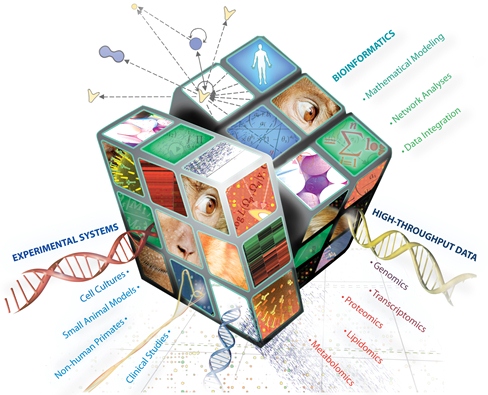 BIOINFORMATICS
• Mathematical Modeling
• Network Analyses
• Data Integration
EXPERIMENTAL SYSTEMS
Cell Cultures •
Small Animal Models •
Non-human Primates •
Clinical Studies •
HIGH-THROUGHPUT DATA
• Genomics
• Transcriptomics
• Proteomics
• Lipidomics
• Metabolomics